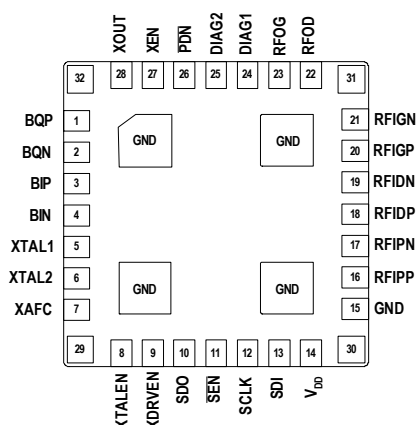 XOUT
XEN
PDN
DIAG2
DIAG1
RFOG
RFOD
32
28
27
26
25
24
23
22
31
BQP 1
BQN 2
BIP 3
BIN 4
XTAL1 5
XTAL2 6
XAFC 7
GND
GND
GND
GND
21 RFIGN
20 RFIGP
19 RFIDN
18 RFIDP
17 RFIPN
16 RFIPP
15 GND
29
8
9
10
11
12
13
14
30
XTALEN
XDRVEN
SDO
SEN
SCLK
SDI
VDD